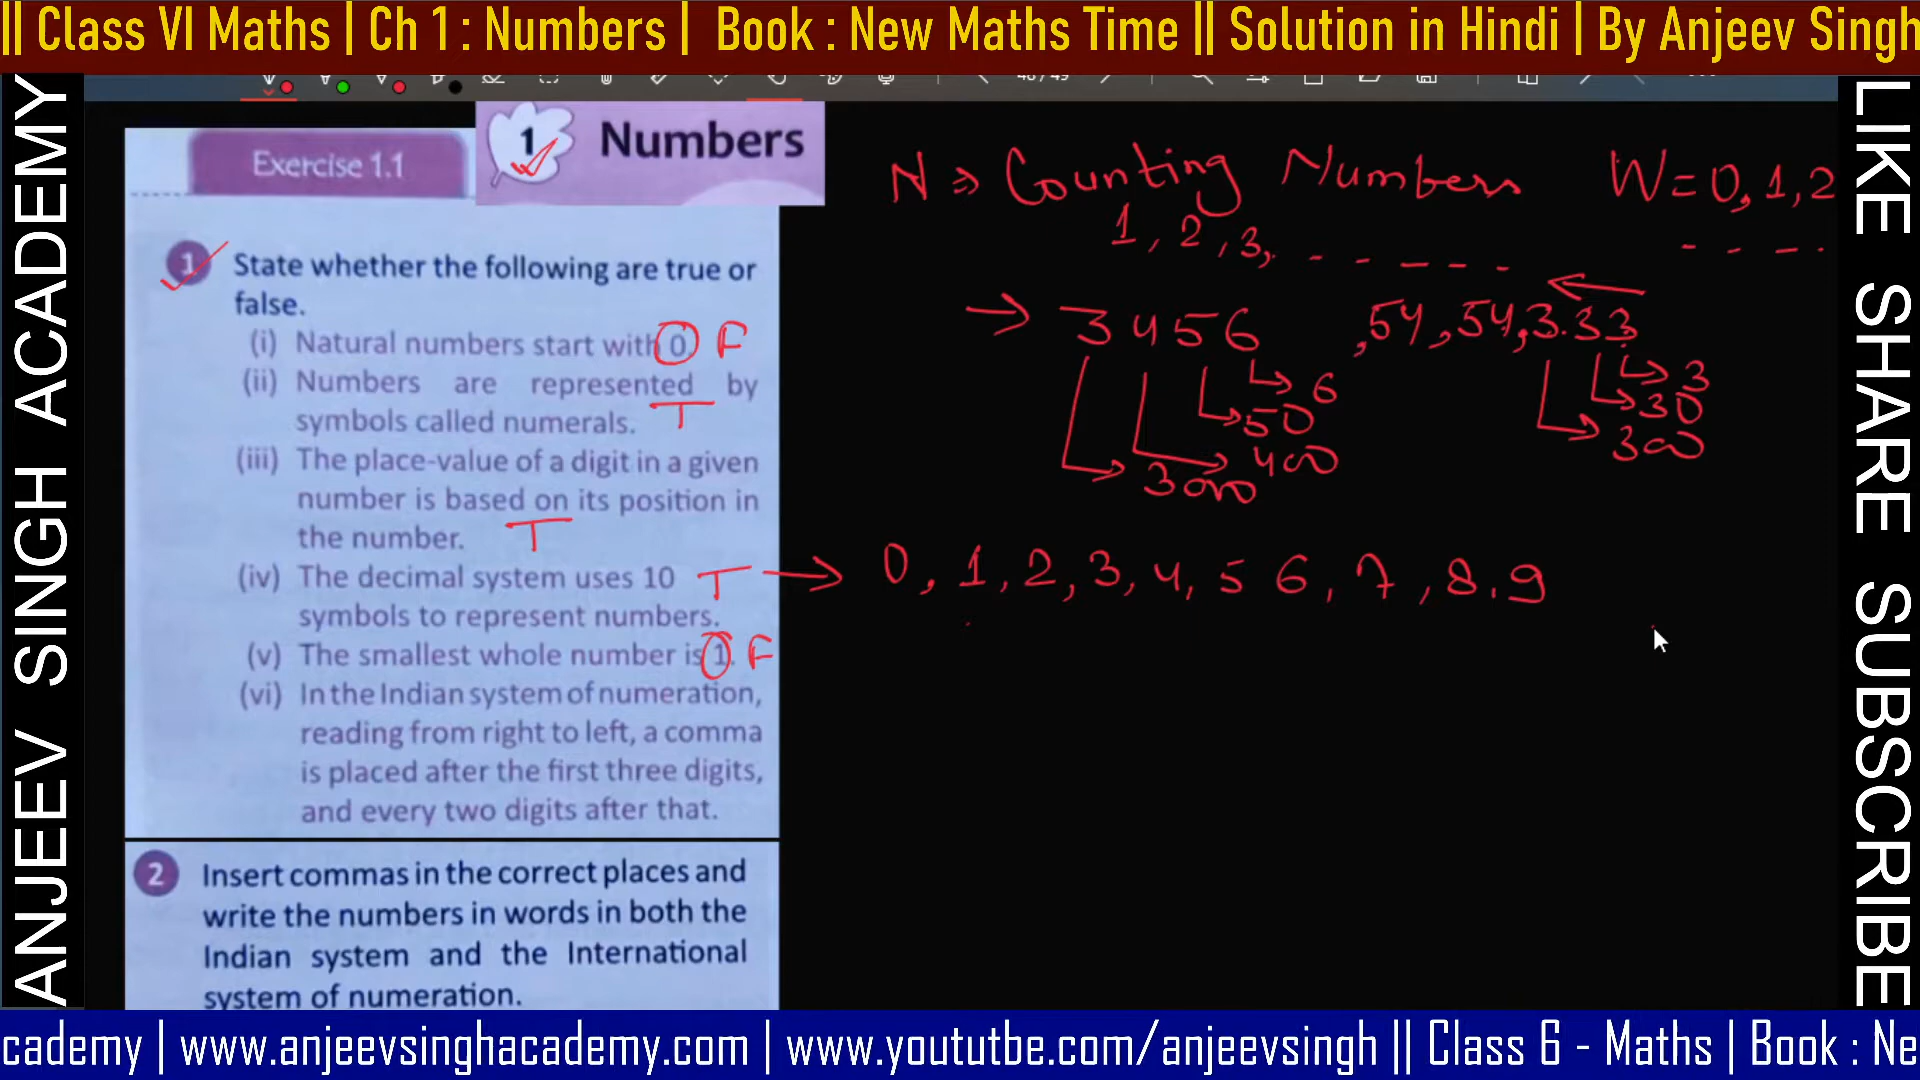 || Class VI Maths | Ch 1 : Numbers | Book : New Maths Time || Solution in Hindi | By Anjeev Singh
ANJEEV SINGH ACADEMY
48/49
Exercise 1.1
1 Numbers
1 State whether the following are true or
false.
(i) Natural numbers start with 0. F
(ii) Numbers are represented by
symbols called numerals. T
(iii) The place-value of a digit in a given
number is based on its position in
the number. T
(iv) The decimal system uses 10 T → 0, 1, 2, 3, 4, 5 6, 7, 8. 9
symbols to represent numbers.
(v) The smallest whole number is 1. F
(vi) In the Indian system of numeration,
reading from right to left, a comma
is placed after the first three digits,
and every two digits after that.
2 Insert commas in the correct places and
write the numbers in words in both the
Indian system and the International
system of numeration.
N => Counting Numbers W = 0, 1, 2
1, 2, 3, - - - - - - - - -
→ 3456 ,54,54,3.33
6 3
50 30
400 300
3000
LIKE SHARE SUBSCRIBE
cademy | www.anjeevsinghacademy.com | www.yoututbe.com/anjeevsingh || Class 6 - Maths | Book : Ne